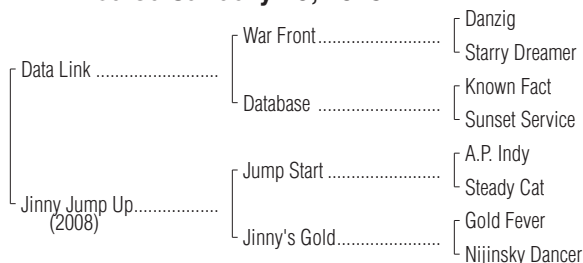 Danzig
War Front
Starry Dreamer
Data Link
Known Fact
Database
Sunset Service
A.P. Indy
Jump Start
Steady Cat
Jinny Jump Up
(2008)
Gold Fever
Jinny's Gold
Nijinsky Dancer